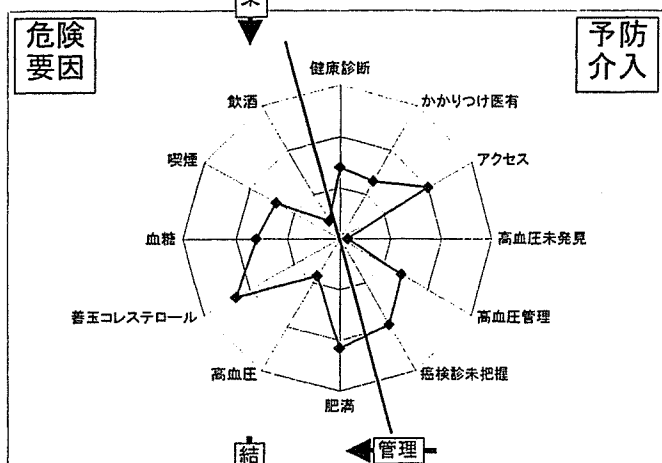 危険
要因
予防
介入
健康診断
飲酒
かかりつけ医有
喫煙
アクセス
血糖
高血圧未発見
善玉コレステロール
高血圧管理
高血圧
癌検診未把握
肥満
管理
結